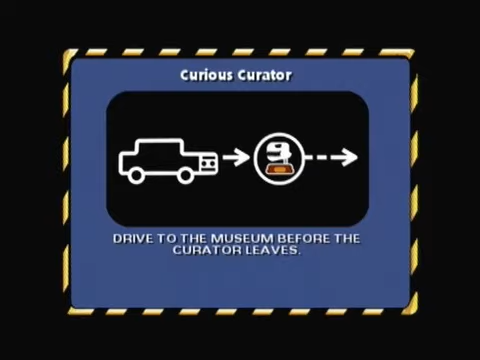 Curious Curator
DRIVE TO THE MUSEUM BEFORE THE
CURATOR LEAVES.